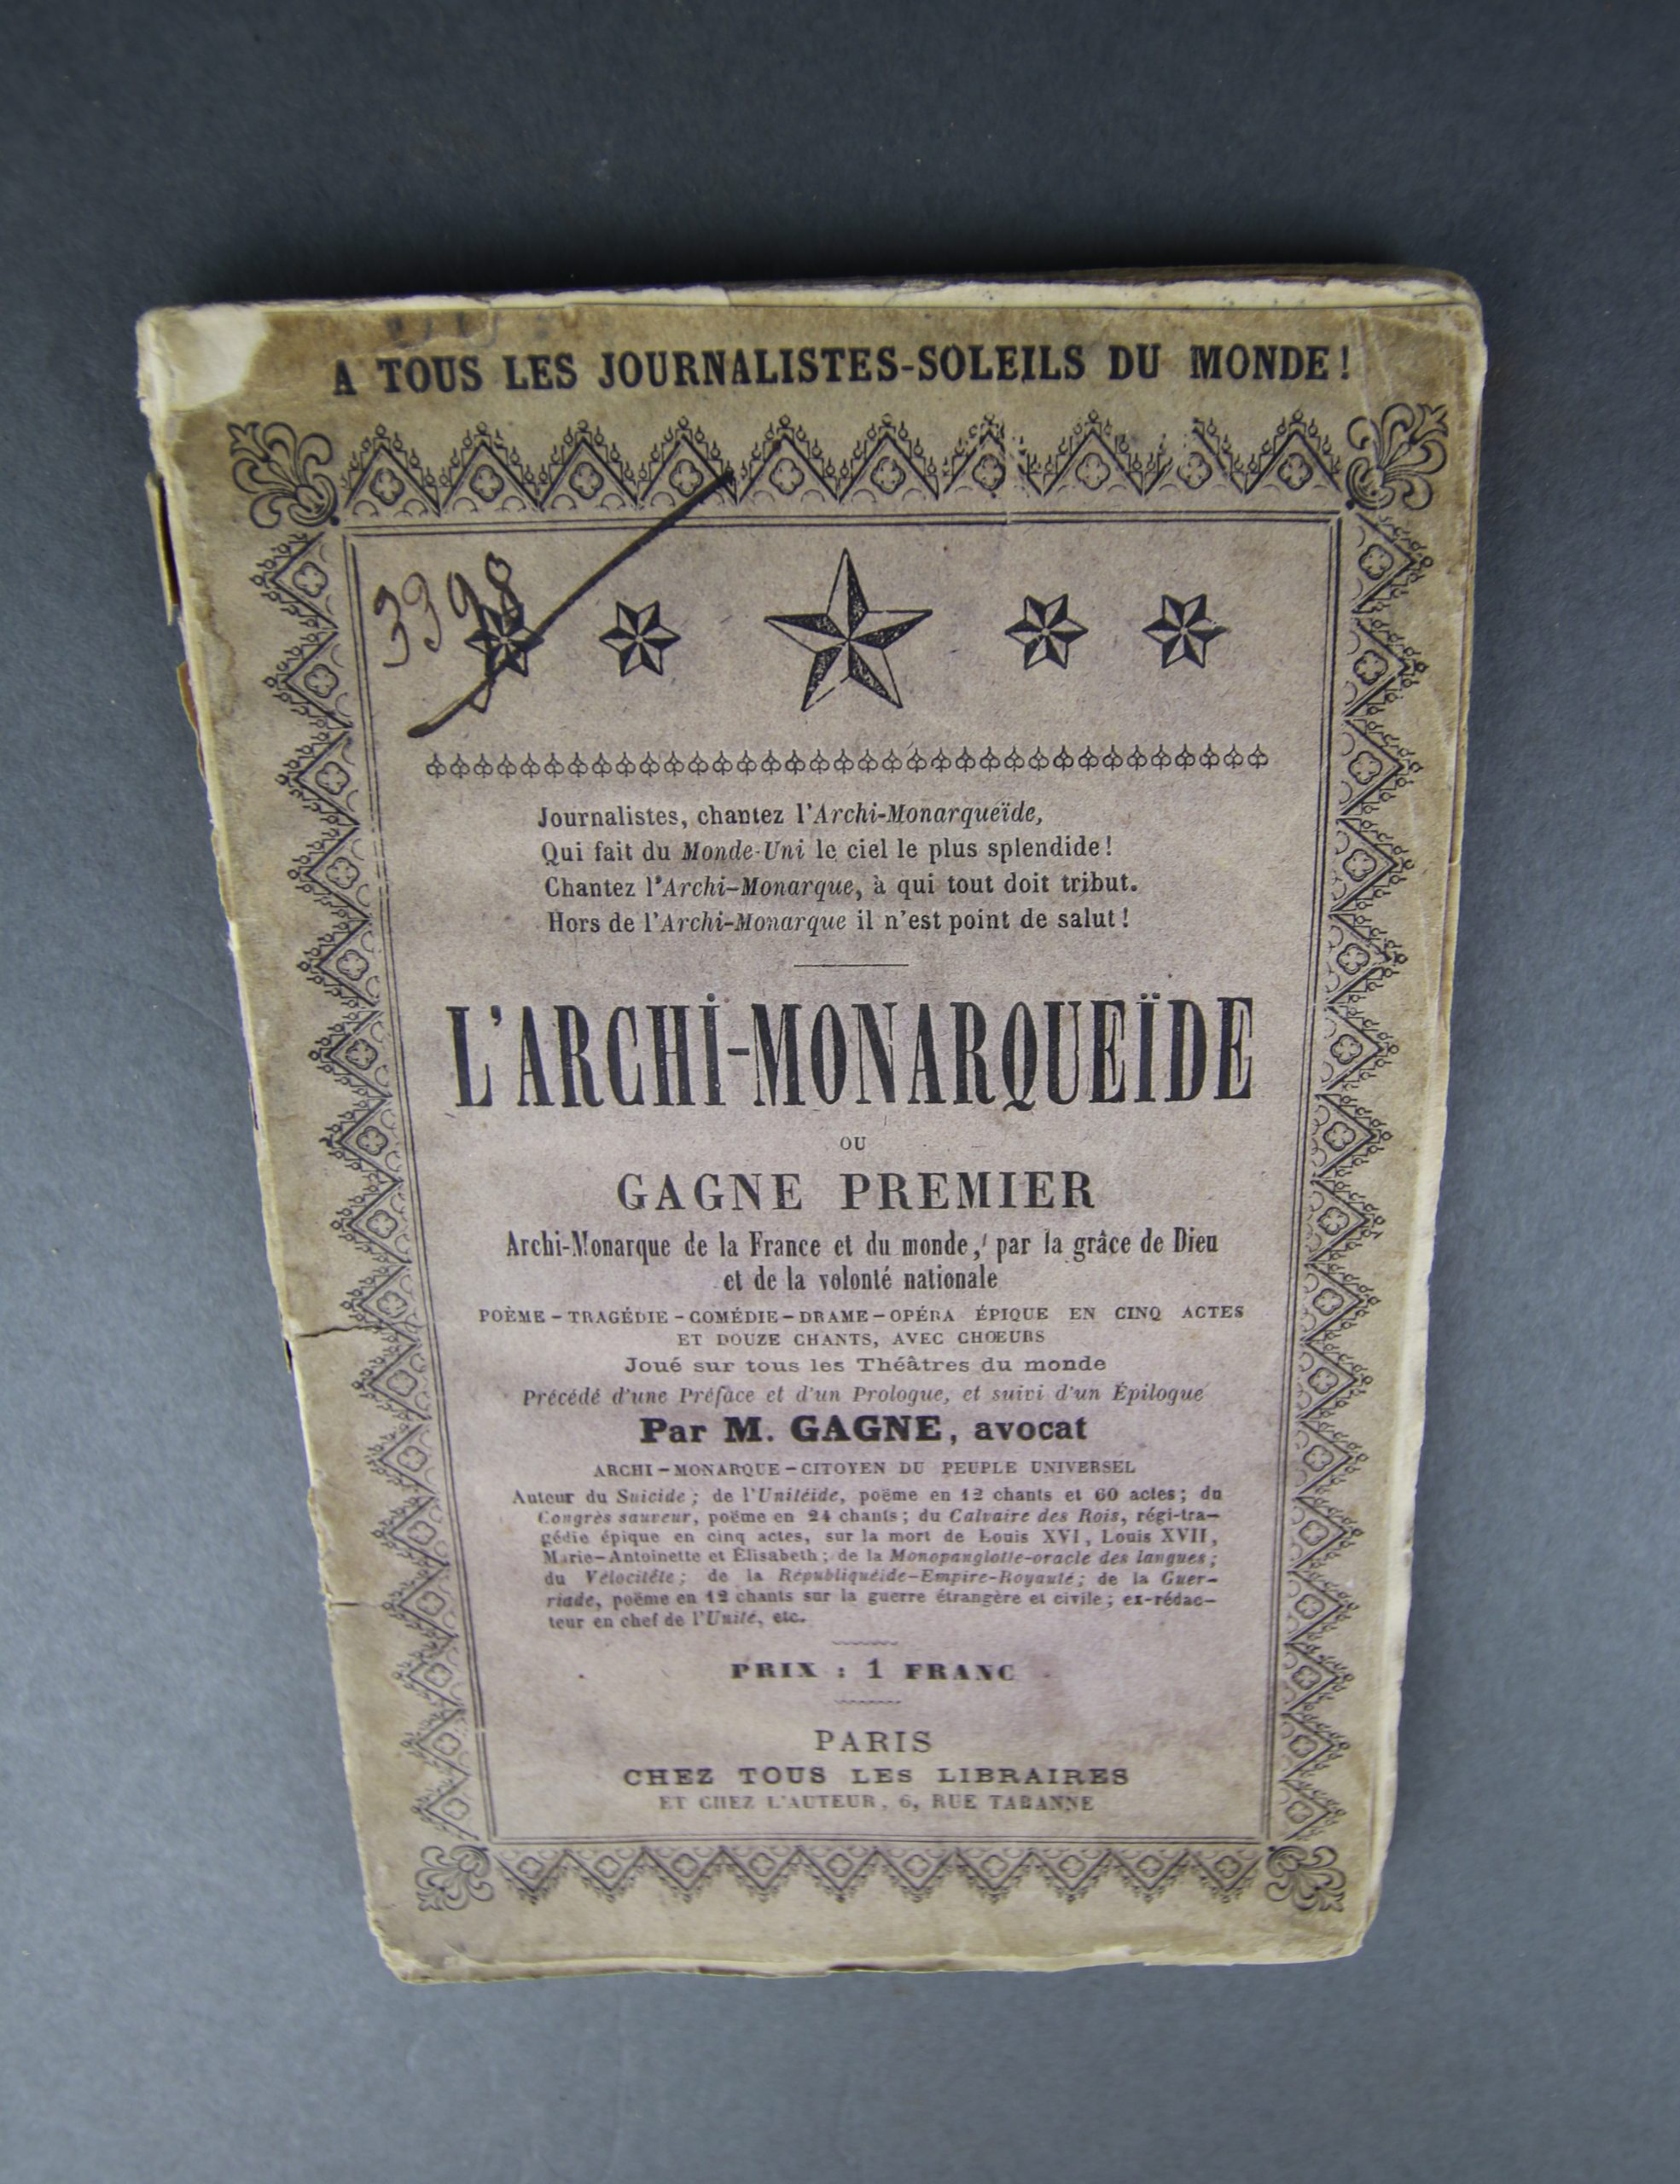 A TOUS LES JOURNALISTES-SOLEILS DU MONDE!
3398
Journalistes, chantez l'Archi-Monarqueïde,
Qui fait du Monde-Uni le ciel le plus splendide!
Chantez l'Archi-Monarque, à qui tout doit tribut.
Hors de l'Archi-Monarque il n'est point de salut!
L'ARCHI-MONARQUEÏDE
OU
GAGNE PREMIER
Archi-Monarque de la France et du monde, par la grâce de Dieu
et de la volonté nationale
POÈME-TRAGÉDIE-COMÉDIE-DRAME-OPÉRA ÉPIQUE EN CINQ ACTES
ET DOUZE CHANTS, AVEC CHŒURS
Joué sur tous les Théâtres du monde
Précédé d'une Préface et d'un Prologue, et suivi d'un Épilogue
Par M. GAGNE, avocat
ARCHI-MONARQUE-CITOYEN DU PEUPLE UNIVERSEL
Auteur du Suicide; de l'Unitéide, poëme en 12 chants et 60 actes; du
Congrès sauveur, poëme en 24 chants; du Calvaire des Rois, régi-tra-
gédie épique en cinq actes, sur la mort de Louis XVI, Louis XVII,
Marie-Antoinette et Élisabeth; de la Monopanglotte-oracle des langues;
du Vélocitéte; de la Républiquéide-Empire-Royauté; de la Guer-
riade, poëme en 12 chants sur la guerre étrangère et civile; ex-rédac-
teur en chef de l'Unité, etc.
PRIX : 1 FRANC
PARIS
CHEZ TOUS LES LIBRAIRES
ET CHEZ L'AUTEUR, 6, RUE TARANNE